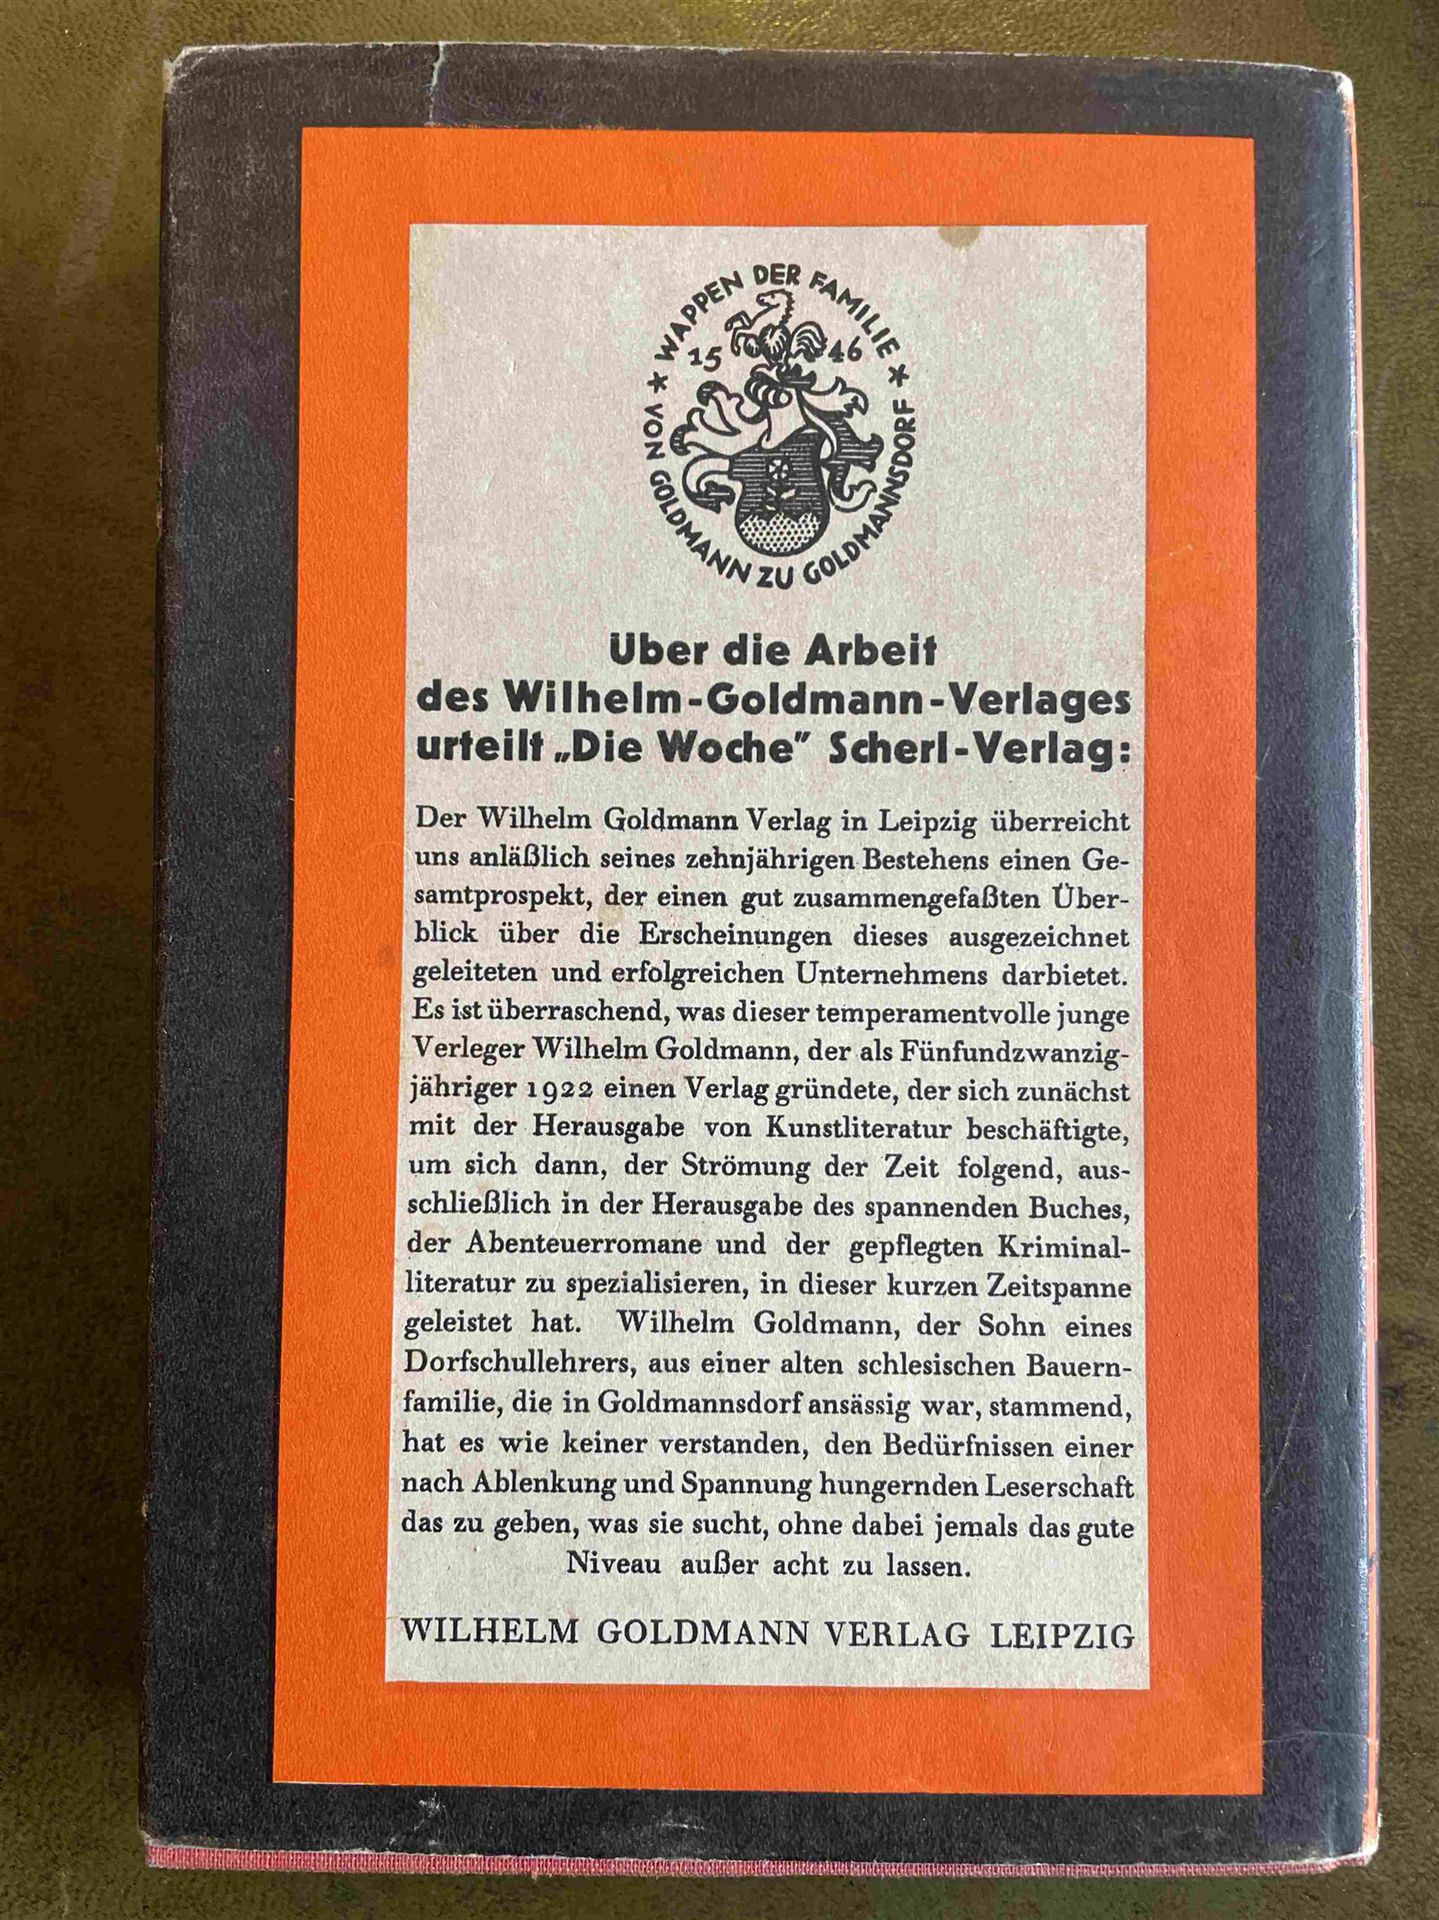 * WAPPEN DER FAMILIE *
VON GOLDMANN ZU GOLDMANNSDORF
15 46
Über die Arbeit
des Wilhelm-Goldmann-Verlages
urteilt „Die Woche" Scherl-Verlag:
Der Wilhelm Goldmann Verlag in Leipzig überreicht
uns anläßlich seines zehnjährigen Bestehens einen Ge-
samtprospekt, der einen gut zusammengefaßten Über-
blick über die Erscheinungen dieses ausgezeichnet
geleiteten und erfolgreichen Unternehmens darbietet.
Es ist überraschend, was dieser temperamentvolle junge
Verleger Wilhelm Goldmann, der als Fünfundzwanzig-
jähriger 1922 einen Verlag gründete, der sich zunächst
mit der Herausgabe von Kunstliteratur beschäftigte,
um sich dann, der Strömung der Zeit folgend, aus-
schließlich in der Herausgabe des spannenden Buches,
der Abenteuerromane und der gepflegten Kriminal-
literatur zu spezialisieren, in dieser kurzen Zeitspanne
geleistet hat. Wilhelm Goldmann, der Sohn eines
Dorfschullehrers, aus einer alten schlesischen Bauern-
familie, die in Goldmannsdorf ansässig war, stammend,
hat es wie keiner verstanden, den Bedürfnissen einer
nach Ablenkung und Spannung hungernden Leserschaft
das zu geben, was sie sucht, ohne dabei jemals das gute
Niveau außer acht zu lassen.
WILHELM GOLDMANN VERLAG LEIPZIG